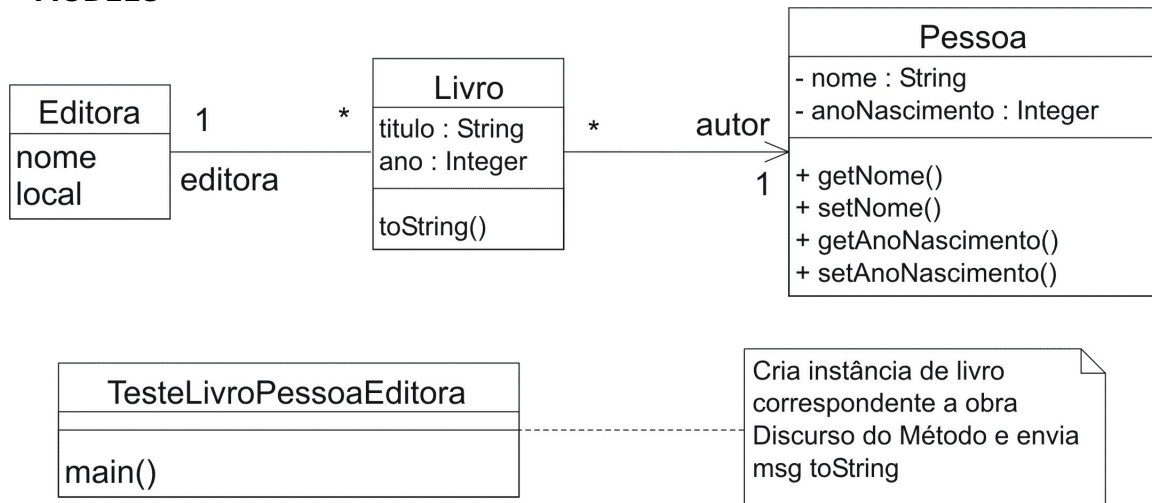 Editora
nome
local
1
editora
*
Livro
titulo : String
ano : Integer
toString()
*
autor
1
Pessoa
- nome : String
- anoNascimento : Integer
+ getNome()
+ setNome()
+ getAnoNascimento()
+ setAnoNascimento()
TesteLivroPessoaEditora
main()
Cria instância de livro
correspondente a obra
Discurso do Método e envia
msg toString